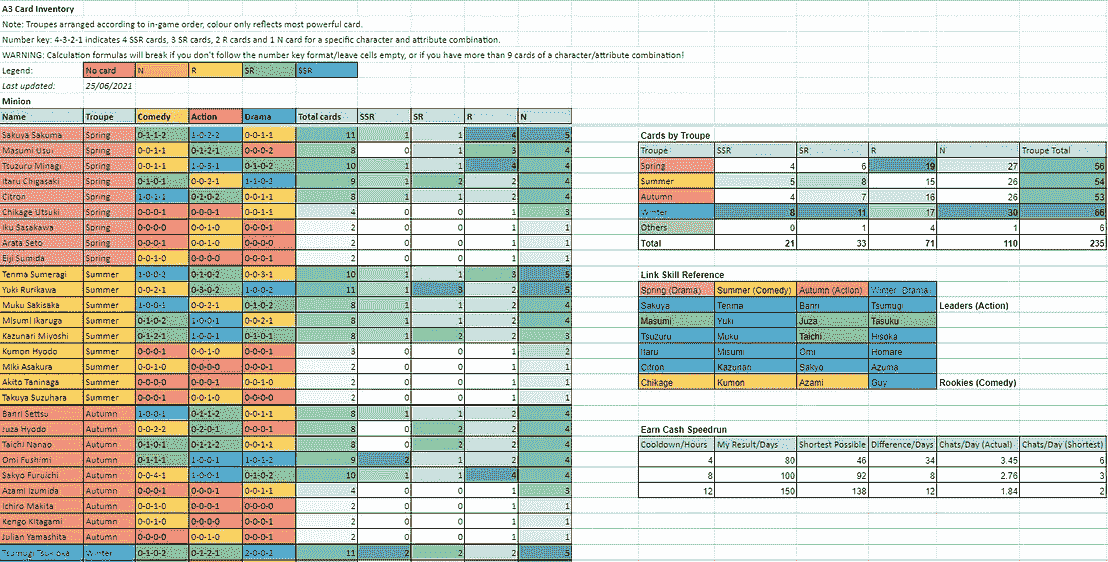 A3 Card Inventory
Note: Troupes arranged according to in-game order, colour only reflects most powerful card.
Number key: 4-3-2-1 indicates 4 SSR cards, 3 SR cards, 2 R cards and 1 N card for a specific character and attribute combination.
WARNING: Calculation formulas will break if you don't follow the number key format/leave cells empty, or if you have more than 9 cards of a character/attribute combination!
Legend: No card N R SR SSR
Last updated: 25/06/2021
Minion
Name Troupe Comedy Action Drama Total cards SSR SR R N
Sakuya Sakuma Spring 0-1-1-2 1-0-2-2 0-0-1-1 11 1 1 4 5
Masumi Usui Spring 0-0-1-1 0-0-0-2 8 0 1 3 4
Tsuzuru Minagi Spring 0-0-1-1 1-0-3-1 0-1-0-2 10 1 1 4 4
Itaru Chigasaki Spring 0-1-0-1 0-0-2-1 1-1-0-2 9 1 2 2 4
Citron Spring 1-0-1-1 0-1-0-2 0-0-1-1 8 1 1 2 4
Chikage Utsuki Spring 0-0-0-1 0-0-0-1 0-0-1-1 4 0 0 1 3
Iku Sasakawa Spring 0-0-0-0 0-0-1-0 0-0-0-1 2 0 0 1 1
Arata Seto Spring 0-0-0-1 0-0-1-0 0-0-0-0 2 0 0 1 1
Eiji Sumida Spring 0-0-1-0 0-0-0-1 0-0-0-0 2 0 0 1 1
Tenma Sumeragi Summer 1-0-0-2 0-1-0-2 0-0-3-1 10 1 1 3 5
Yuki Rurikawa Summer 0-0-2-1 0-3-0-2 1-0-0-2 11 1 3 2 5
Muku Sakisaka Summer 1-0-0-1 0-0-2-1 0-1-0-2 8 1 1 2 4
Misumi Ikaruga Summer 0-1-0-2 1-0-0-1 0-0-2-1 8 1 1 2 4
Kazunari Miyoshi Summer 0-1-2-1 1-0-0-1 0-1-0-1 8 1 2 2 3
Kumon Hyodo Summer 0-0-0-1 0-0-1-0 0-0-0-1 3 0 0 1 2
Miki Asakura Summer 0-0-1-0 0-0-0-0 0-0-0-1 2 0 0 1 1
Akito Taninaga Summer 0-0-0-0 0-0-0-1 0-0-1-0 2 0 0 1 1
Takuya Suzuhara Summer 0-0-0-1 0-0-1-0 0-0-0-0 2 0 0 1 1
Banri Settsu Autumn 1-0-0-1 0-1-1-2 0-0-1-1 8 1 1 2 4
Juza Hyodo Autumn 0-0-2-2 0-2-0-1 0-0-0-1 8 0 2 2 4
Taichi Nanao Autumn 0-1-0-1 0-1-1-2 0-0-1-1 8 0 2 2 4
Omi Fushimi Autumn 0-1-1-1 1-0-0-1 1-0-1-2 9 2 1 2 4
Sakyo Furuichi Autumn 0-0-4-1 1-0-0-1 0-1-0-2 10 1 1 4 4
Azami Izumida Autumn 0-0-0-1 0-0-0-1 0-0-1-1 4 0 0 1 3
Ichiro Makita Autumn 0-0-1-0 0-0-0-1 0-0-0-0 2 0 0 1 1
Kengo Kitagami Autumn 0-0-1-0 0-0-0-0 0-0-0-1 2 0 0 1 1
Julian Yamashita Autumn 0-0-0-0 0-0-1-0 0-0-0-1 2 0 0 1 1
Tsumugi Tsukioka Winter 0-1-0-2 0-1-2-1 2-0-0-2 11 2 2 2 5
Cards by Troupe
Troupe SSR SR R N Troupe Total
Spring 4 6 19 27 56
Summer 5 8 15 26 54
Autumn 4 7 16 26 53
Winter 8 11 17 30 66
Others 0 1 4 1 6
Total 21 33 71 110 235
Link Skill Reference
Spring (Drama) Summer (Comedy) Autumn (Action) Winter (Drama)
Sakuya Tenma Banri Tsumugi Leaders (Action)
Masumi Yuki Juza Tasuku
Tsuzuru Muku Taichi Hisoka
Itaru Misumi Omi Homare
Citron Kazunari Sakyo Azuma
Chikage Kumon Azami Guy Rookies (Comedy)
Earn Cash Speedrun
Cooldown/Hours My Result/Days Shortest Possible Difference/Days Chats/Day (Actual) Chats/Day (Shortest)
4 80 46 34 3.45 6
8 100 92 8 2.76 3
12 150 138 12 1.84 2